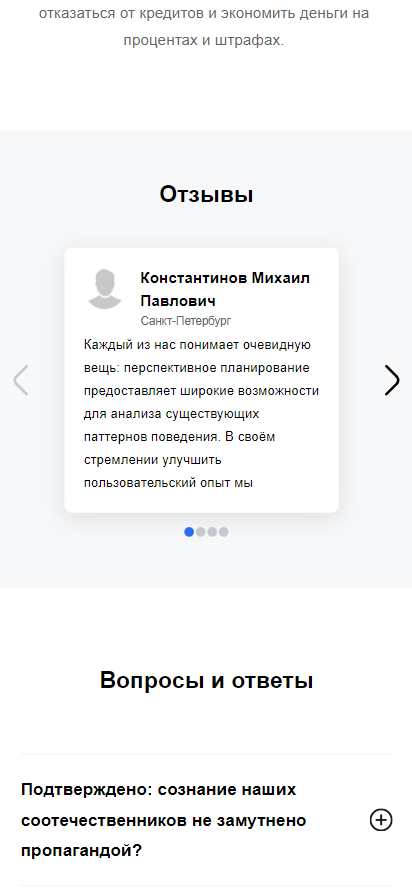 отказаться от кредитов и экономить деньги на
процентах и штрафах.
Отзывы
Константинов Михаил
Павлович
Санкт-Петербург
Каждый из нас понимает очевидную
вещь: перспективное планирование
предоставляет широкие возможности
для анализа существующих
паттернов поведения. В своём
стремлении улучшить
пользовательский опыт мы
Вопросы и ответы
Подтверждено: сознание наших
соотечественников не замутнено
пропагандой?